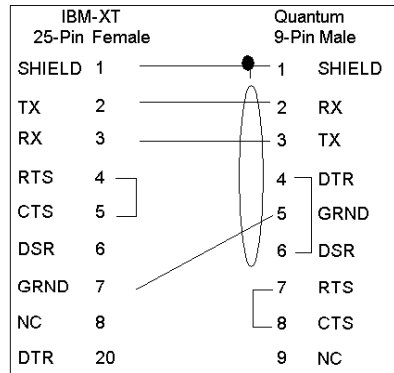 IBM-XT Quantum
25-Pin Female 9-Pin Male
SHIELD 1 1 SHIELD
TX 2 2 RX
RX 3 3 TX
RTS 4 4 DTR
CTS 5 5 GRND
DSR 6 6 DSR
GRND 7 7 RTS
NC 8 8 CTS
DTR 20 9 NC